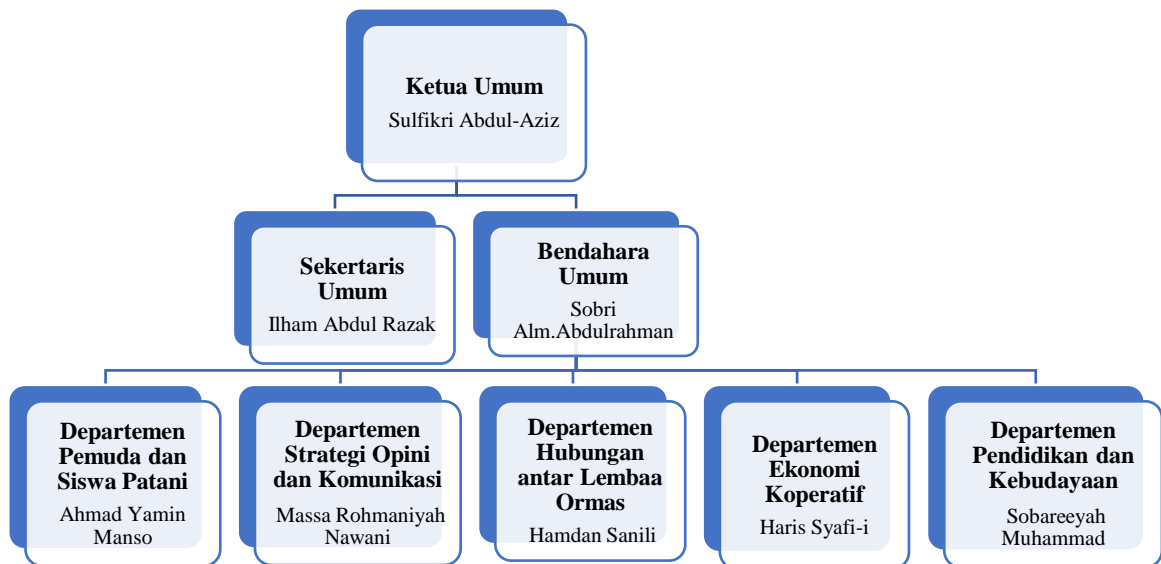 Ketua Umum
Sulfikri Abdul-Aziz
Sekertaris
Umum
Ilham Abdul Razak
Bendahara
Umum
Sobri
Alm.Abdulrahman
Departemen
Pemuda dan
Siswa Patani
Ahmad Yamin
Manso
Departemen
Strategi Opini
dan Komunikasi
Massa Rohmaniyah
Nawani
Departemen
Hubungan
antar Lembaa
Ormas
Hamdan Sanili
Departemen
Ekonomi
Koperatif
Haris Syafi-i
Departemen
Pendidikan dan
Kebudayaan
Sobareeyah
Muhammad